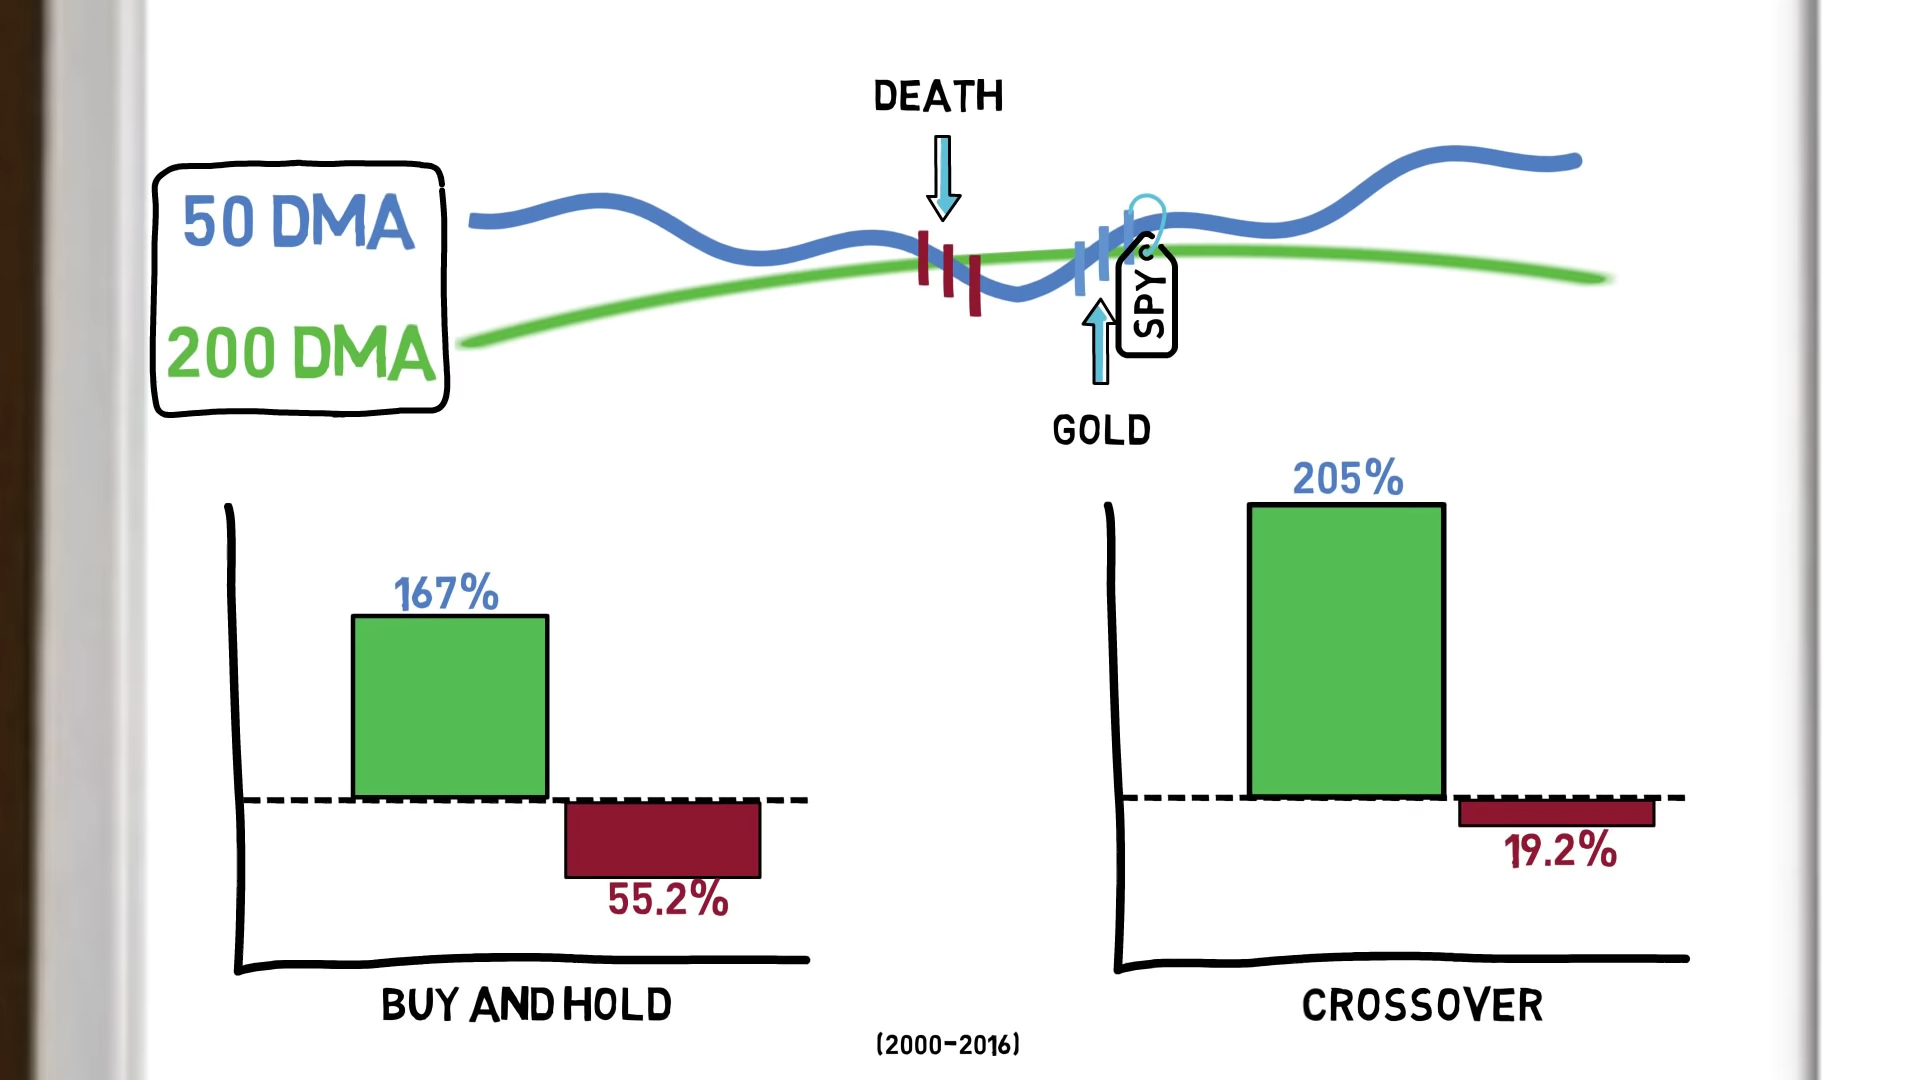 DEATH
50 DMA
200 DMA
SPY
GOLD
205%
167%
19.2%
55.2%
BUY AND HOLD
CROSSOVER
(2000-2016)